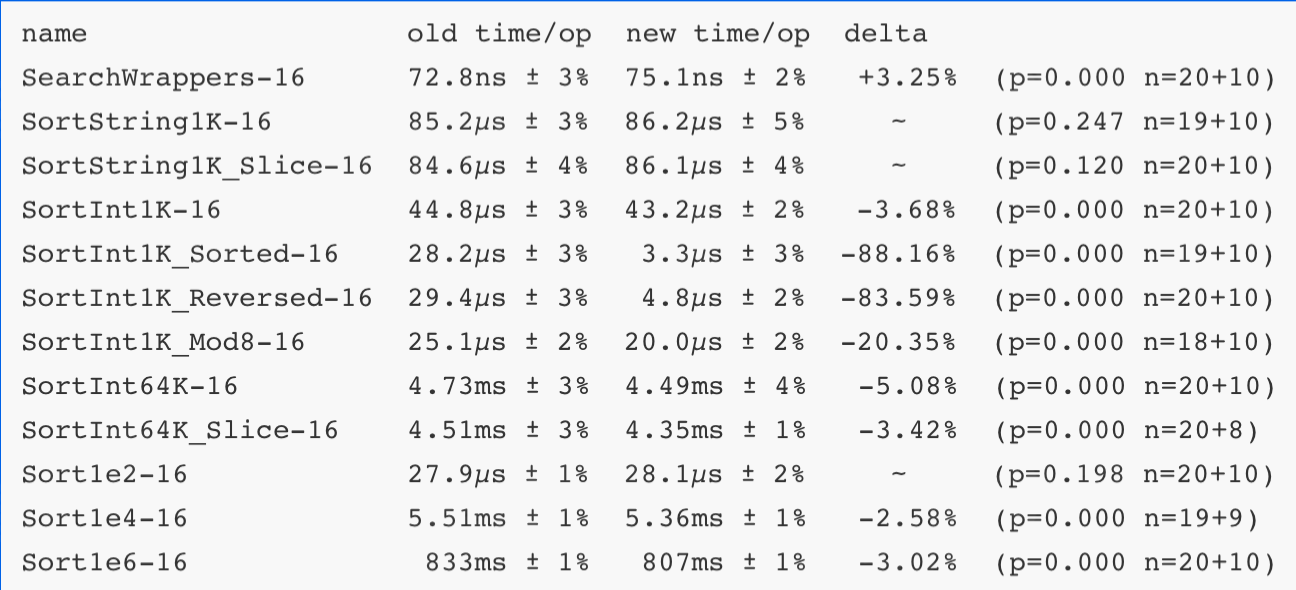 name old time/op new time/op delta
SearchWrappers-16 72.8ns ± 3% 75.1ns ± 2% +3.25% (p=0.000 n=20+10)
SortString1K-16 85.2µs ± 3% 86.2µs ± 5% ~ (p=0.247 n=19+10)
SortString1K_Slice-16 84.6µs ± 4% 86.1µs ± 4% ~ (p=0.120 n=20+10)
SortInt1K-16 44.8µs ± 3% 43.2µs ± 2% -3.68% (p=0.000 n=20+10)
SortInt1K_Sorted-16 28.2µs ± 3% 3.3µs ± 3% -88.16% (p=0.000 n=19+10)
SortInt1K_Reversed-16 29.4µs ± 3% 4.8µs ± 2% -83.59% (p=0.000 n=20+10)
SortInt1K_Mod8-16 25.1µs ± 2% 20.0µs ± 2% -20.35% (p=0.000 n=18+10)
SortInt64K-16 4.73ms ± 3% 4.49ms ± 4% -5.08% (p=0.000 n=20+10)
SortInt64K_Slice-16 4.51ms ± 3% 4.35ms ± 1% -3.42% (p=0.000 n=20+8)
Sort1e2-16 27.9µs ± 1% 28.1µs ± 2% ~ (p=0.198 n=20+10)
Sort1e4-16 5.51ms ± 1% 5.36ms ± 1% -2.58% (p=0.000 n=19+9)
Sort1e6-16 833ms ± 1% 807ms ± 1% -3.02% (p=0.000 n=20+10)